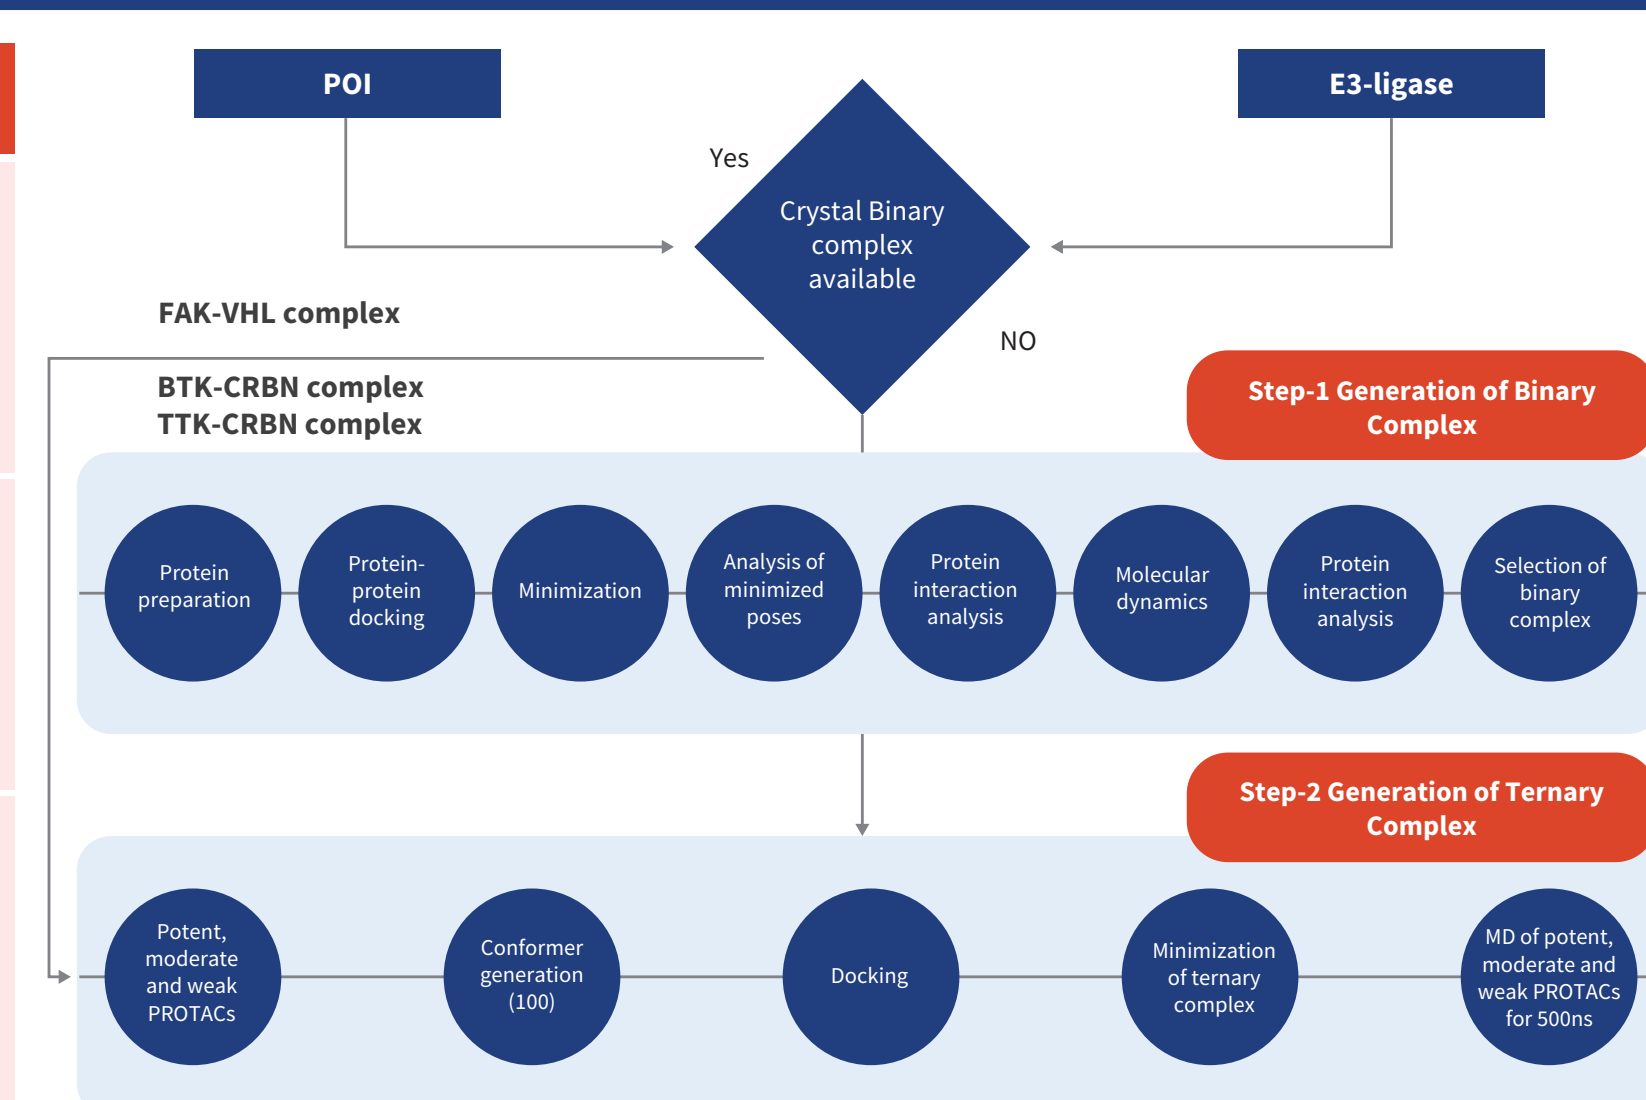 POI
E3-ligase
Yes
Crystal Binary
complex
available
FAK-VHL complex
NO
BTK-CRBN complex
TTK-CRBN complex
Step-1 Generation of Binary
Complex
Protein
preparation
Protein-
protein
docking
Minimization
Analysis of
minimized
poses
Protein
interaction
analysis
Molecular
dynamics
Protein
interaction
analysis
Selection of
binary
complex
Step-2 Generation of Ternary
Complex
Potent,
moderate
and weak
PROTACs
Conformer
generation
(100)
Docking
Minimization
of ternary
complex
MD of potent,
moderate and
weak PROTACs
for 500ns